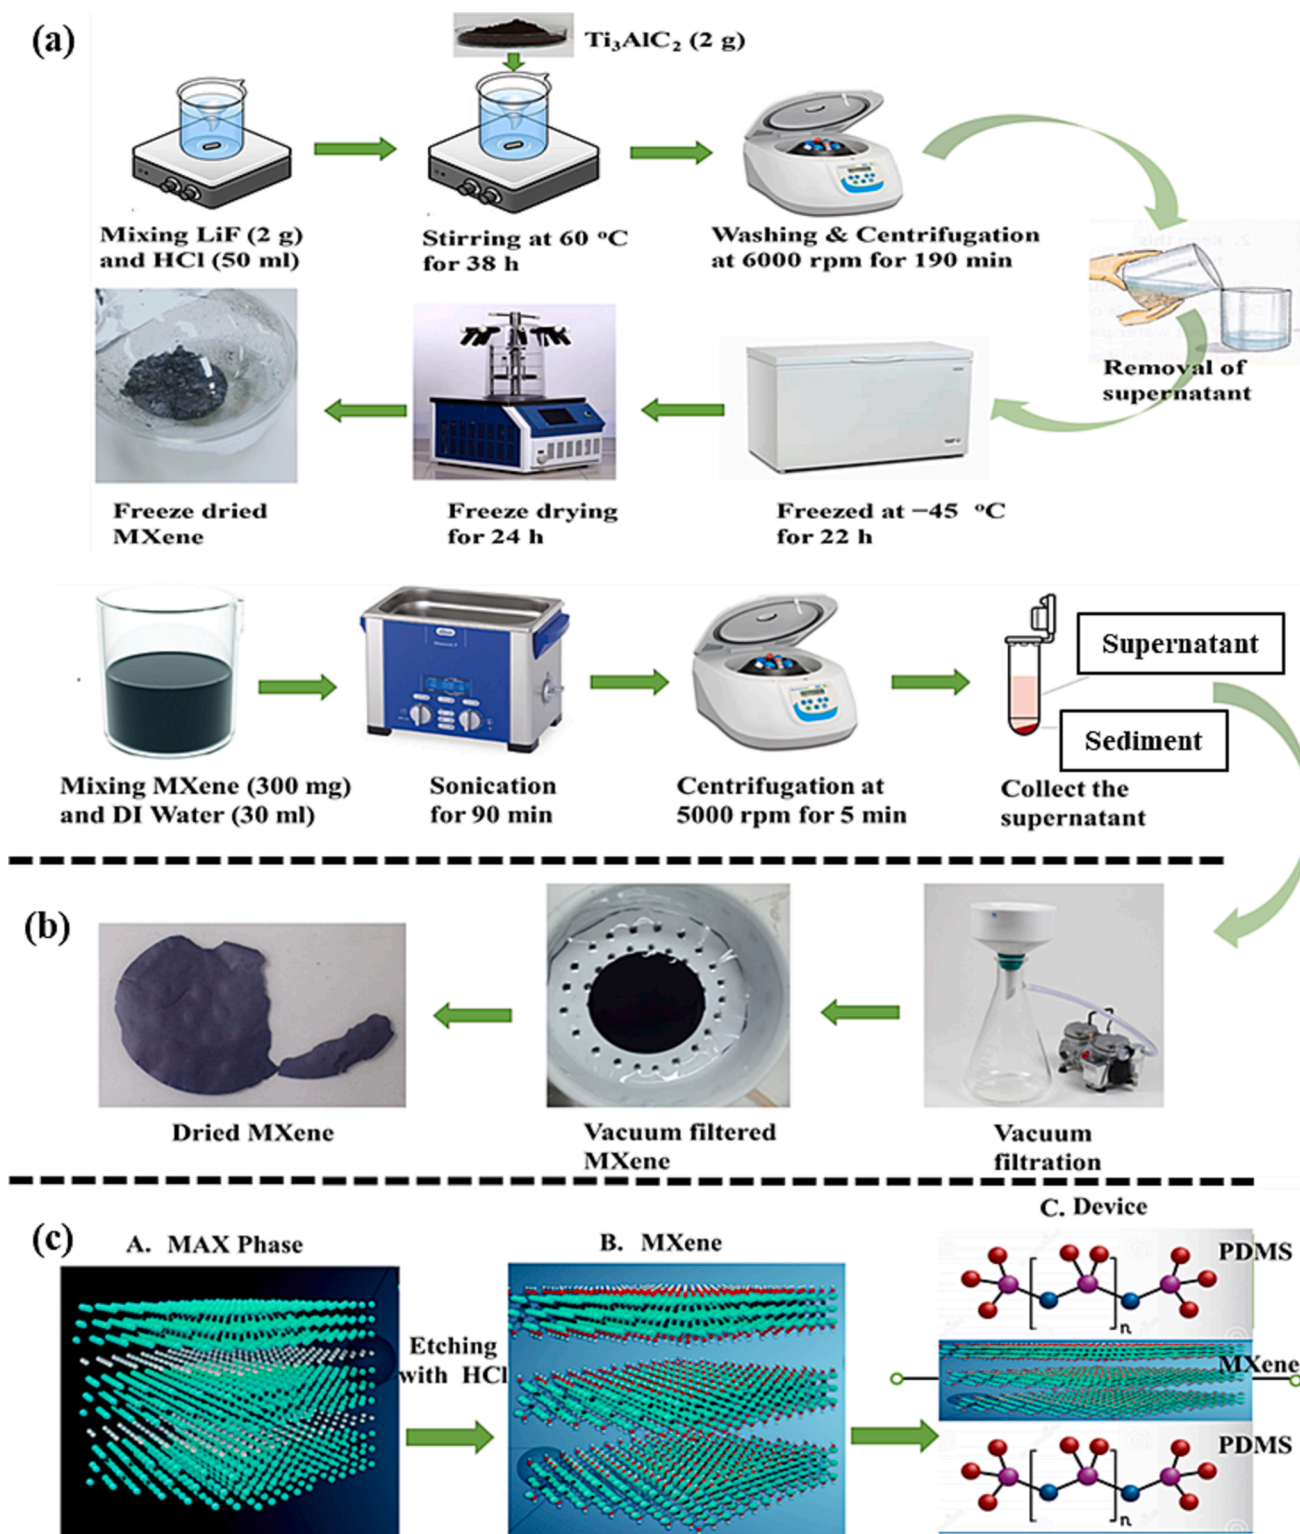 (a)
Ti₃AlC₂ (2 g)
Mixing LiF (2 g)
and HCl (50 ml)
Stirring at 60 °C
for 38 h
Washing & Centrifugation
at 6000 rpm for 190 min
Removal of
supernatant
Freeze dried
MXene
Freeze drying
for 24 h
Freezed at −45 °C
for 22 h
Supernatant
Sediment
Mixing MXene (300 mg)
and DI Water (30 ml)
Sonication
for 90 min
Centrifugation at
5000 rpm for 5 min
Collect the
supernatant
(b)
Dried MXene
Vacuum filtered
MXene
Vacuum
filtration
(c)
A. MAX Phase
B. MXene
C. Device
Etching
with HCl
PDMS
n
MXene
PDMS
n